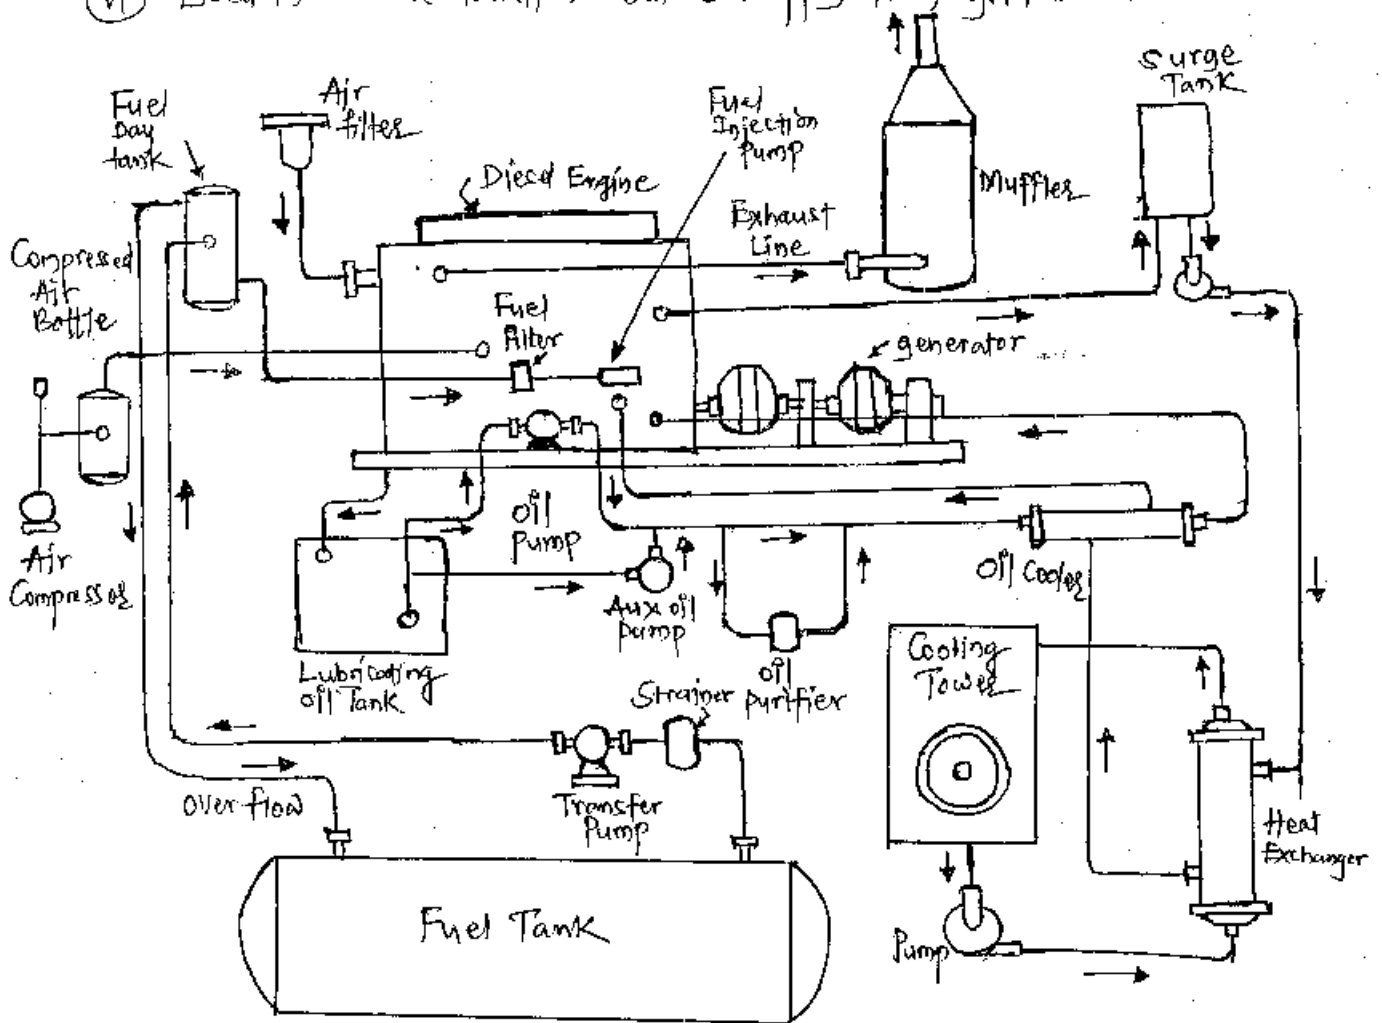 VI
Surge
Tank
Air
filter
Fuel
Injection
Pump
Fuel
Day
tank
Diesel Engine
Mufflers
Exhaust
Line
Compressed
Air
Bottle
Fuel
Filter
generator
Oil
Pump
Oil Cooler
Air
Compressor
Aux oil
pump
Cooling
Tower
Lubricating
oil Tank
Strainer
oil
purifier
over flow
Transfer
Pump
Heat
Exchanger
Fuel Tank
Pump